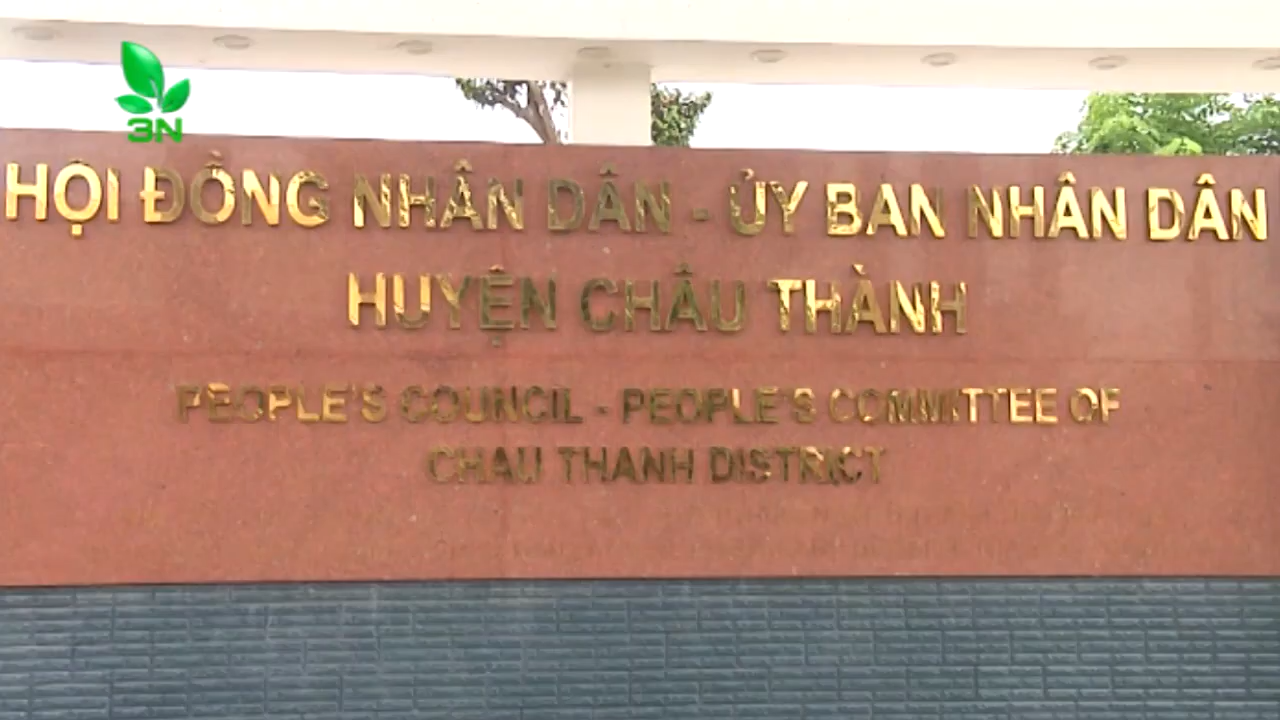 3N
HỘI ĐỒNG NHÂN DÂN - ỦY BAN NHÂN DÂN
HUYỆN CHÂU THÀNH
PEOPLE'S COUNCIL - PEOPLE'S COMMITTEE OF
CHAU THANH DISTRICT